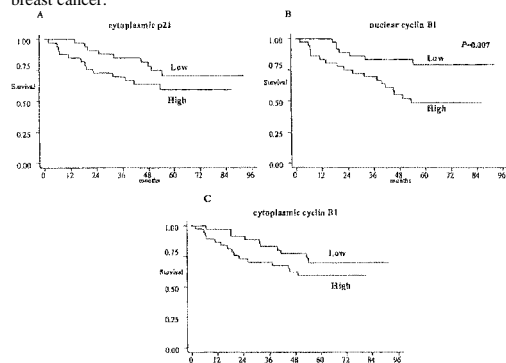 breast cancer.
A
cytoplasmic p21
1.00
0.75
Survival
0.50
0.25
0.00
Low
High
0 12 24 36 48 60 72 84 96
months
B
nuclear cyclin B1
P=0.007
1.00
0.75
Survival
0.50
0.25
0.00
Low
High
0 12 24 36 48 60 72 84 96
months
C
cytoplasmic cyclin B1
1.00
0.75
Survival
0.50
0.25
0.00
Low
High
0 12 24 36 48 60 72 84 96